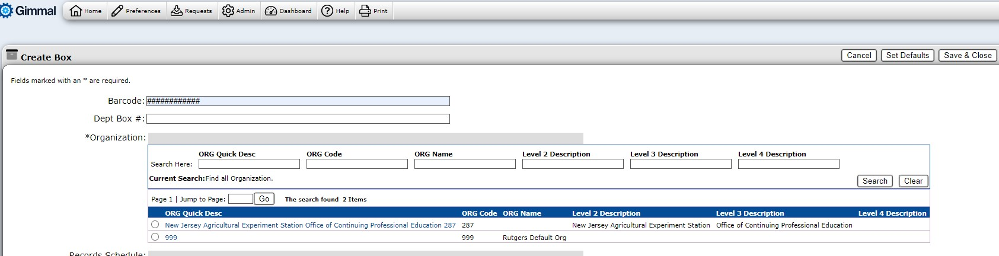 Gimmal Home Preferences Requests Admin Dashboard Help Print
Create Box Cancel Set Defaults Save & Close
Fields marked with an * are required.
Barcode: ############
Dept Box #:
*Organization:
ORG Quick Desc ORG Code ORG Name Level 2 Description Level 3 Description Level 4 Description
Search Here:
Current Search:Find all Organization.
Search Clear
Page 1 | Jump to Page: Go The search found 2 Items
ORG Quick Desc ORG Code ORG Name Level 2 Description Level 3 Description Level 4 Description
New Jersey Agricultural Experiment Station Office of Continuing Professional Education 287 287 New Jersey Agricultural Experiment Station Office of Continuing Professional Education
999 999 Rutgers Default Org
Records Schedule: